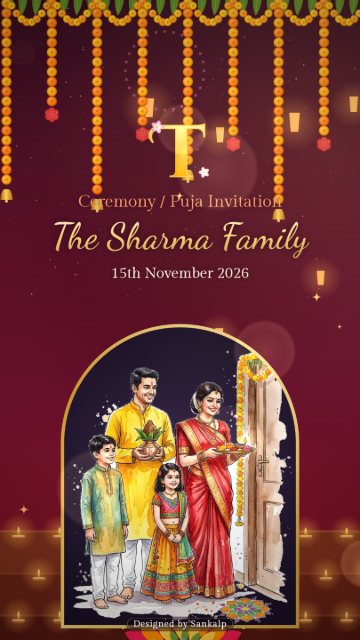 T
Ceremony / Puja Invitation
The Sharma Family
15th November 2026
Designed by Sankalp